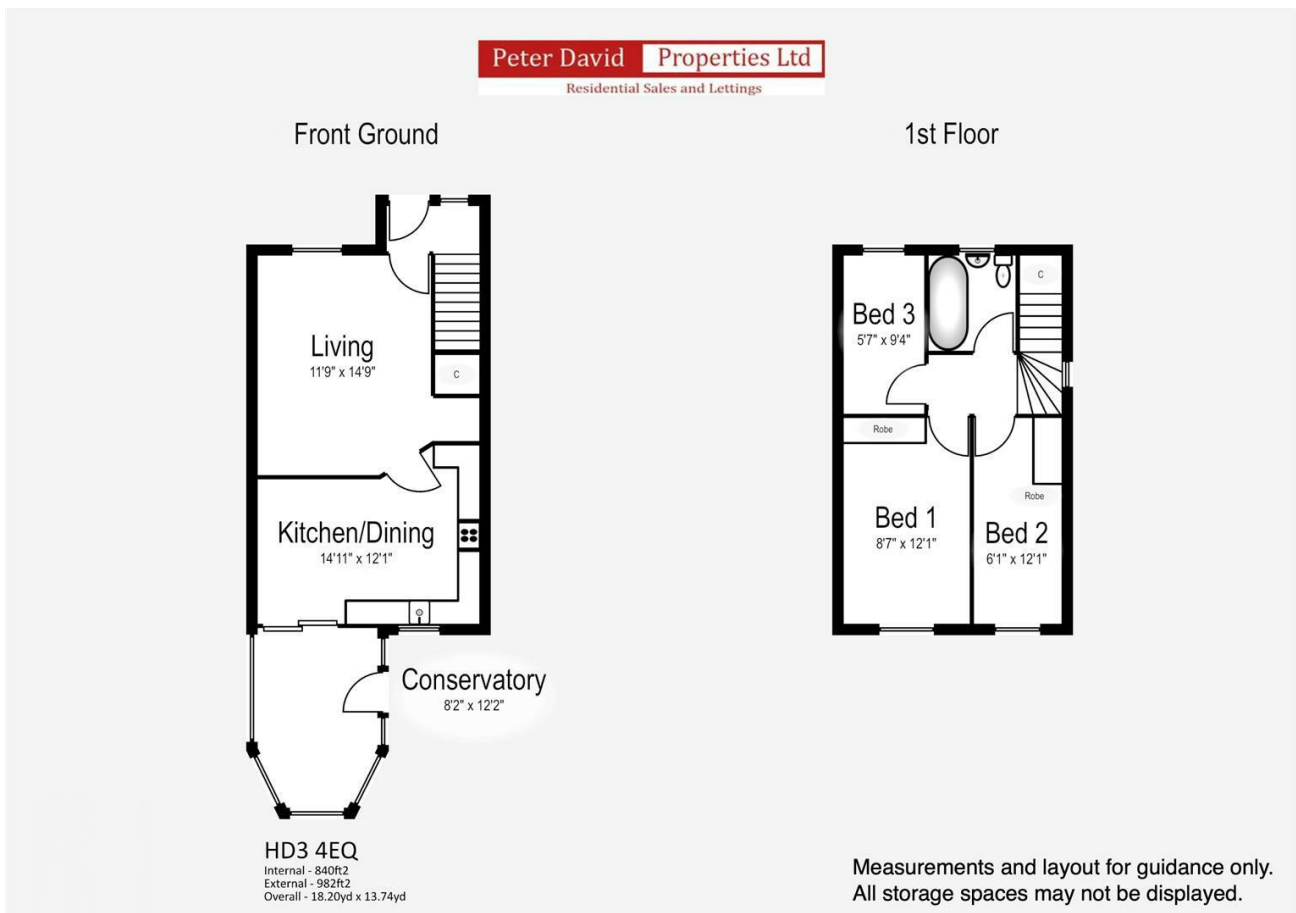 Peter David Properties Ltd
Residential Sales and Lettings
Front Ground
1st Floor
Living
11'9" x 14'9"
C
Kitchen/Dining
14'11" x 12'1"
Conservatory
8'2" x 12'2"
Bed 3
5'7" x 9'4"
C
Robe
Bed 1
8'7" x 12'1"
Robe
Bed 2
6'1" x 12'1"
HD3 4EQ
Internal - 840ft2
External - 982ft2
Overall - 18.20yd x 13.74yd
Measurements and layout for guidance only.
All storage spaces may not be displayed.